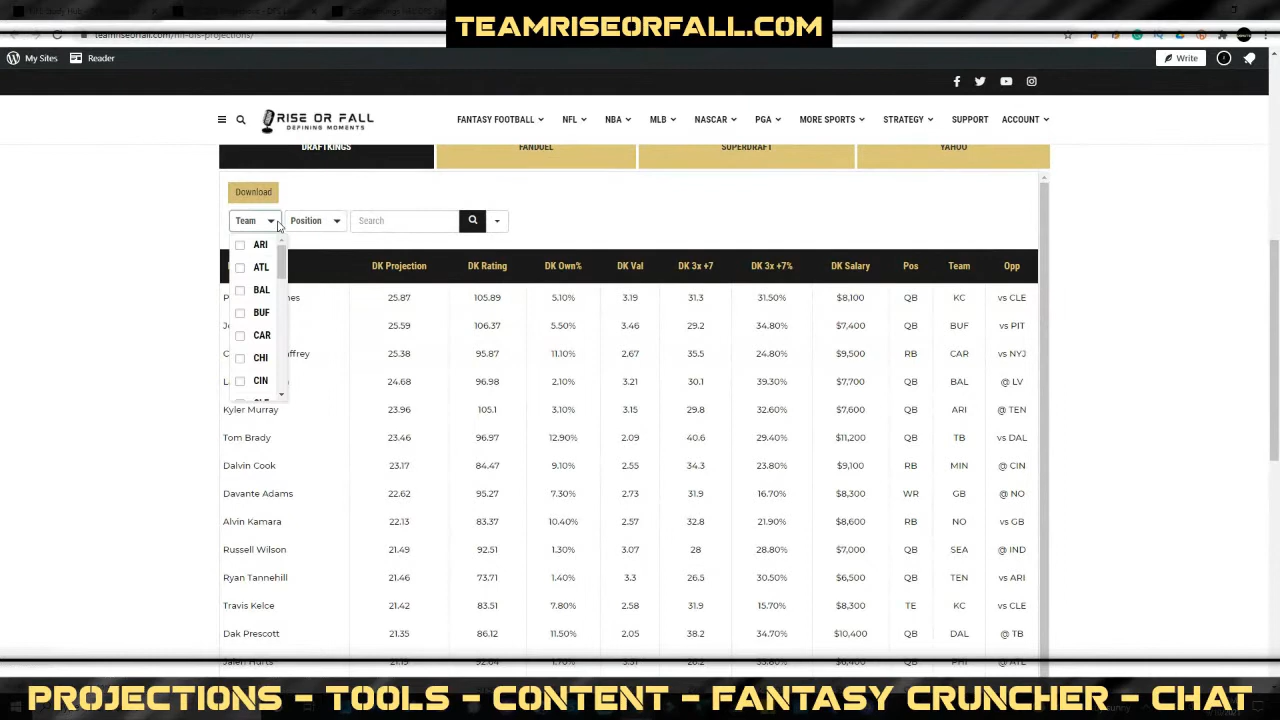 TEAMRISEORFALL.COM
teamriseorfall.com/nfl-dfs-projections/
My Sites Reader Write
RISE OR FALL
DEFINING MOMENTS
FANTASY FOOTBALL NFL NBA MLB NASCAR PGA MORE SPORTS STRATEGY SUPPORT ACCOUNT
DRAFTKINGS FANDUEL SUPERDRAFT YAHOO
Download
Team Position Search
ARI
ATL
BAL
BUF
CAR
CHI
CIN
DK Projection DK Rating DK Own% DK Val DK 3x +7 DK 3x +7% DK Salary Pos Team Opp
25.87 105.89 5.10% 3.19 31.3 31.50% $8,100 QB KC vs CLE
25.59 106.37 5.50% 3.46 29.2 34.80% $7,400 QB BUF vs PIT
25.38 95.87 11.10% 2.67 35.5 24.80% $9,500 RB CAR vs NYJ
24.68 96.98 2.10% 3.21 30.1 39.30% $7,700 QB BAL @ LV
Kyler Murray 23.96 105.1 3.10% 3.15 29.8 32.60% $7,600 QB ARI @ TEN
Tom Brady 23.46 96.97 12.90% 2.09 40.6 29.40% $11,200 QB TB vs DAL
Dalvin Cook 23.17 84.47 9.10% 2.55 34.3 23.80% $9,100 RB MIN @ CIN
Davante Adams 22.62 95.27 7.30% 2.73 31.9 16.70% $8,300 WR GB @ NO
Alvin Kamara 22.13 83.37 10.40% 2.57 32.8 21.90% $8,600 RB NO vs GB
Russell Wilson 21.49 92.51 1.30% 3.07 28 28.80% $7,000 QB SEA @ IND
Ryan Tannehill 21.46 73.71 1.40% 3.3 26.5 30.50% $6,500 QB TEN vs ARI
Travis Kelce 21.42 83.51 7.80% 2.58 31.9 15.70% $8,300 TE KC vs CLE
Dak Prescott 21.35 86.12 11.50% 2.05 38.2 34.70% $10,400 QB DAL @ TB
Jalen Hurts QB PHI @ ATL
PROJECTIONS - TOOLS - CONTENT - FANTASY CRUNCHER - CHAT